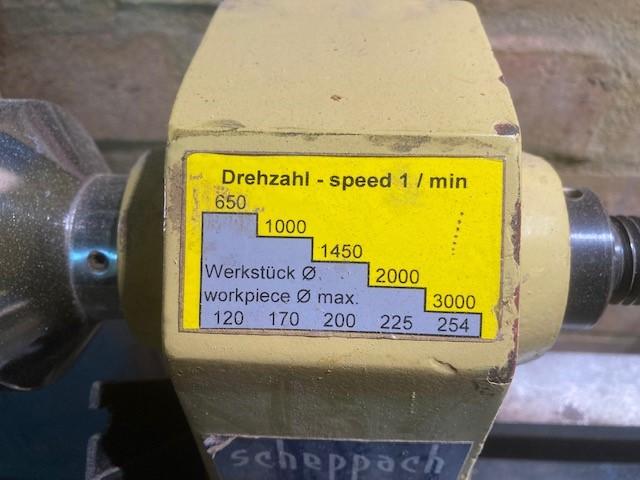 Drehzahl - speed 1 / min
650
1000
1450
2000
3000
Werkstück Ø
workpiece Ø max.
120 170 200 225 254
scheppach